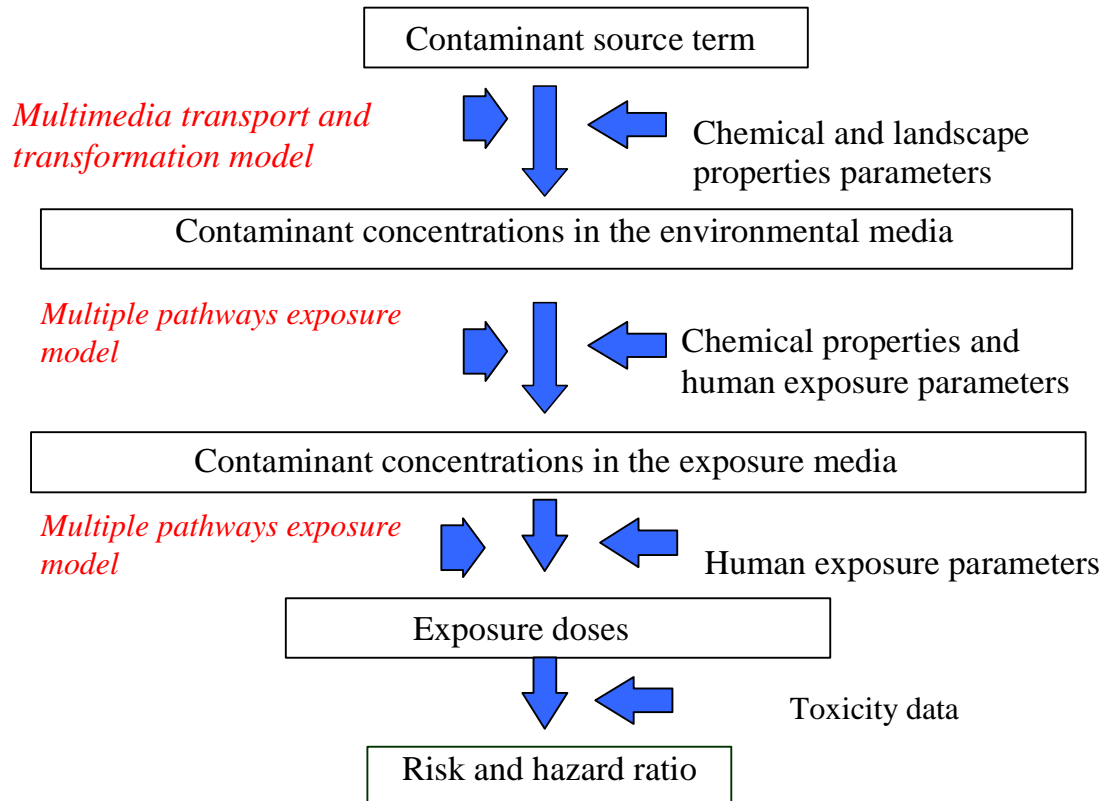 Contaminant source term
Multimedia transport and
transformation model
Chemical and landscape
properties parameters
Contaminant concentrations in the environmental media
Multiple pathways exposure
model
Chemical properties and
human exposure parameters
Contaminant concentrations in the exposure media
Multiple pathways exposure
model
Human exposure parameters
Exposure doses
Toxicity data
Risk and hazard ratio